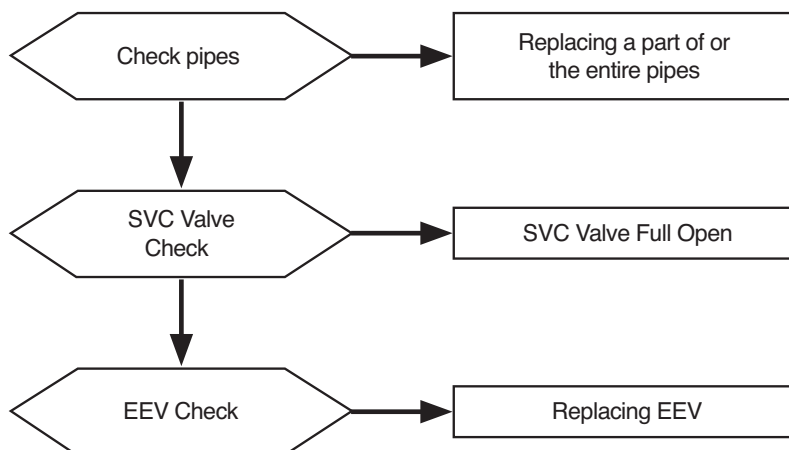 Check pipes
Replacing a part of or
the entire pipes
SVC Valve
Check
SVC Valve Full Open
EEV Check
Replacing EEV